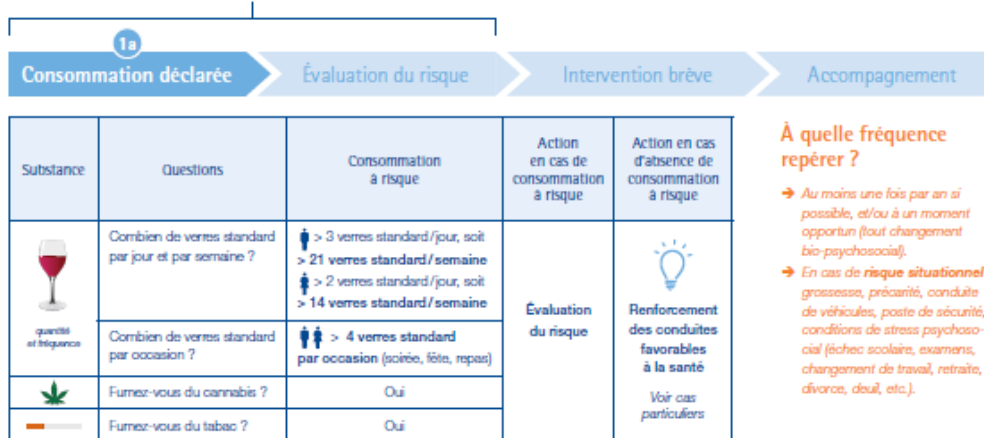 1a
Consommation déclarée
Évaluation du risque
Intervention brève
Accompagnement
Substance
Questions
Consommation
à risque
Action
en cas de
consommation
à risque
Action en cas
d'absence de
consommation
à risque
quantité
et fréquence
Combien de verres standard
par jour et par semaine ?
> 3 verres standard/jour, soit
> 21 verres standard/semaine
> 2 verres standard/jour, soit
> 14 verres standard/semaine
Combien de verres standard
par occasion ?
> 4 verres standard
par occasion (soirée, fête, repas)
Fumez-vous du cannabis ?
Oui
Fumez-vous du tabac ?
Oui
Évaluation
du risque
Renforcement
des conduites
favorables
à la santé
Voir cas
particuliers
À quelle fréquence
repérer ?
➔ Au moins une fois par an si
possible, et/ou à un moment
opportun (tout changement
bio-psychosocial).
➔ En cas de risque situationnel
grossesse, précarité, conduite
de véhicules, poste de sécurité,
conditions de stress psychoso-
cial (échec scolaire, examens,
changement de travail, retraite,
divorce, deuil, etc.).